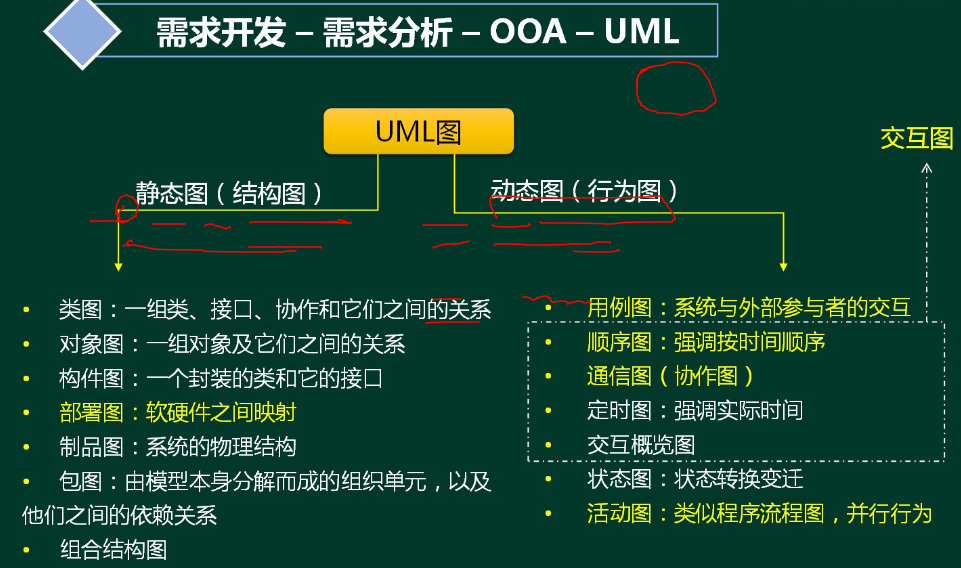 需求开发 – 需求分析 – OOA – UML
UML图
交互图
静态图（结构图）
动态图（行为图）
• 类图：一组类、接口、协作和它们之间的关系
• 对象图：一组对象及它们之间的关系
• 构件图：一个封装的类和它的接口
• 部署图：软硬件之间映射
• 制品图：系统的物理结构
• 包图：由模型本身分解而成的组织单元，以及
他们之间的依赖关系
• 组合结构图
• 用例图：系统与外部参与者的交互
• 顺序图：强调按时间顺序
• 通信图（协作图）
• 定时图：强调实际时间
• 交互概览图
• 状态图：状态转换变迁
• 活动图：类似程序流程图，并行行为